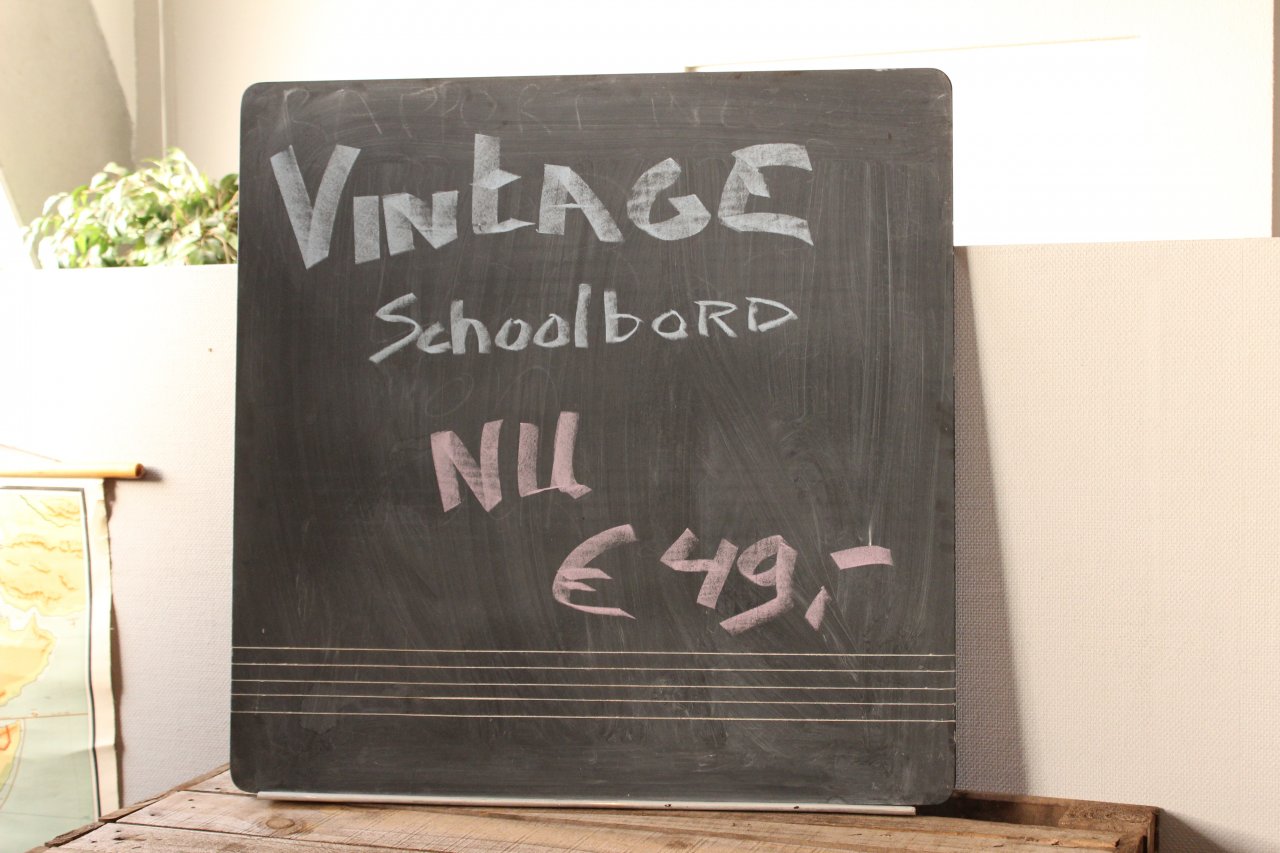 VINtAGE
SchoolboRD
NU
€ 49,-